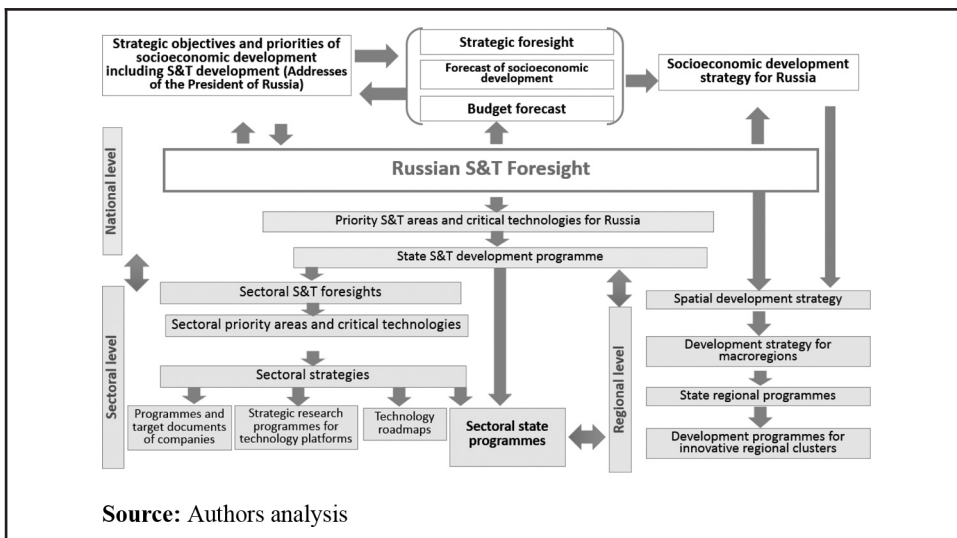 Strategic objectives and priorities of
socioeconomic development
including S&T development (Addresses
of the President of Russia)
Strategic foresight
Forecast of socioeconomic
development
Budget forecast
Socioeconomic development
strategy for Russia
National level
Russian S&T Foresight
Priority S&T areas and critical technologies for Russia
State S&T development programme
Sectoral level
Sectoral S&T foresights
Sectoral priority areas and critical technologies
Sectoral strategies
Programmes and
target documents
of companies
Strategic research
programmes for
technology platforms
Technology
roadmaps
Sectoral state
programmes
Regional level
Spatial development strategy
Development strategy for
macroregions
State regional programmes
Development programmes for
innovative regional clusters
Source: Authors analysis